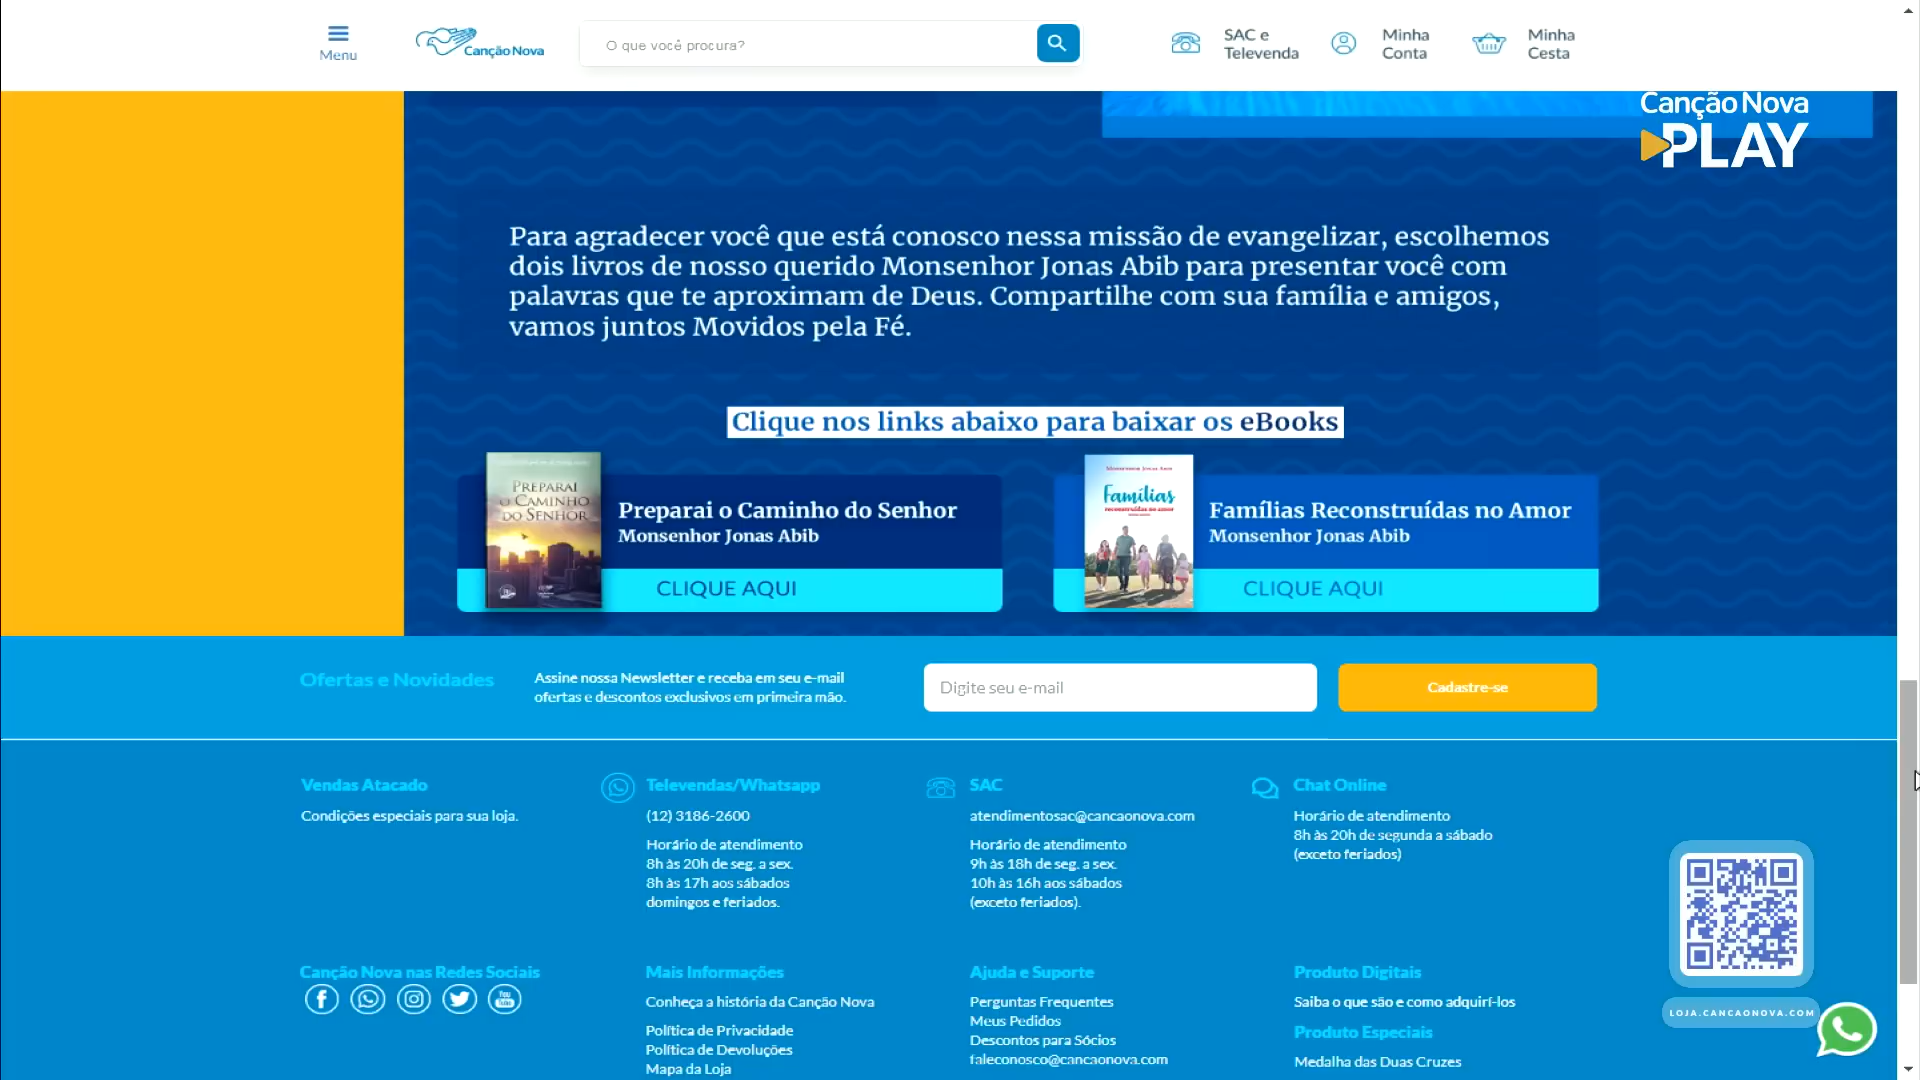 Menu
Canção Nova
O que você procura?
SAC e
Televenda
Minha
Conta
Minha
Cesta
Canção Nova
PLAY
Para agradecer você que está conosco nessa missão de evangelizar, escolhemos
dois livros de nosso querido Monsenhor Jonas Abib para presentar você com
palavras que te aproximam de Deus. Compartilhe com sua família e amigos,
vamos juntos Movidos pela Fé.
Clique nos links abaixo para baixar os eBooks
PREPARAI
O CAMINHO
DO SENHOR
Preparai o Caminho do Senhor
Monsenhor Jonas Abib
CLIQUE AQUI
Monsenhor Jonas Abib
Famílias
reconstruídas no amor
Famílias Reconstruídas no Amor
Monsenhor Jonas Abib
CLIQUE AQUI
Ofertas e Novidades
Assine nossa Newsletter e receba em seu e-mail
ofertas e descontos exclusivos em primeira mão.
Digite seu e-mail
Cadastre-se
Vendas Atacado
Condições especiais para sua loja.
Televendas/Whatsapp
(12) 3186-2600
Horário de atendimento
8h às 20h de seg. a sex.
8h às 17h aos sábados
domingos e feriados.
SAC
atendimentosac@cancaonova.com
Horário de atendimento
9h às 18h de seg. a sex.
10h às 16h aos sábados
(exceto feriados).
Chat Online
Horário de atendimento
8h às 20h de segunda a sábado
(exceto feriados)
Canção Nova nas Redes Sociais
Mais Informações
Conheça a história da Canção Nova
Política de Privacidade
Política de Devoluções
Mapa da Loja
Ajuda e Suporte
Perguntas Frequentes
Meus Pedidos
Descontos para Sócios
faleconosco@cancaonova.com
Produto Digitais
Saiba o que são e como adquirí-los
Produto Especiais
Medalha das Duas Cruzes
LOJA.CANCAONOVA.COM